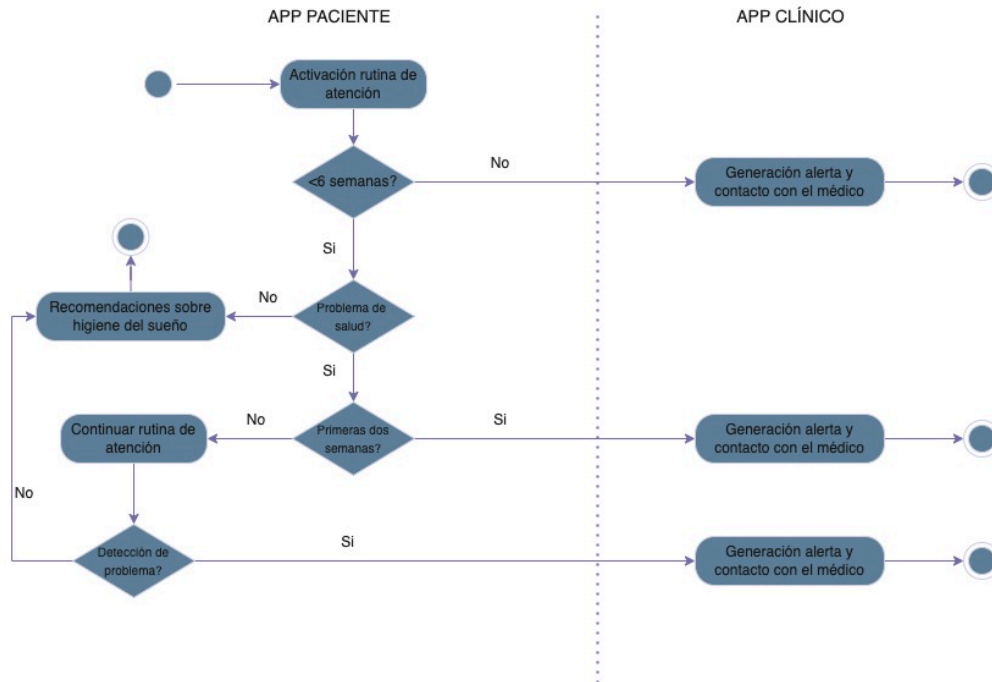 APP PACIENTE
APP CLÍNICO
Activación rutina de
atención
<6 semanas?
No
Generación alerta y
contacto con el médico
Si
Recomendaciones sobre
higiene del sueño
No
Problema de
salud?
Si
Continuar rutina de
atención
No
Primeras dos
semanas?
Si
Generación alerta y
contacto con el médico
No
Detección de
problema?
Si
Generación alerta y
contacto con el médico